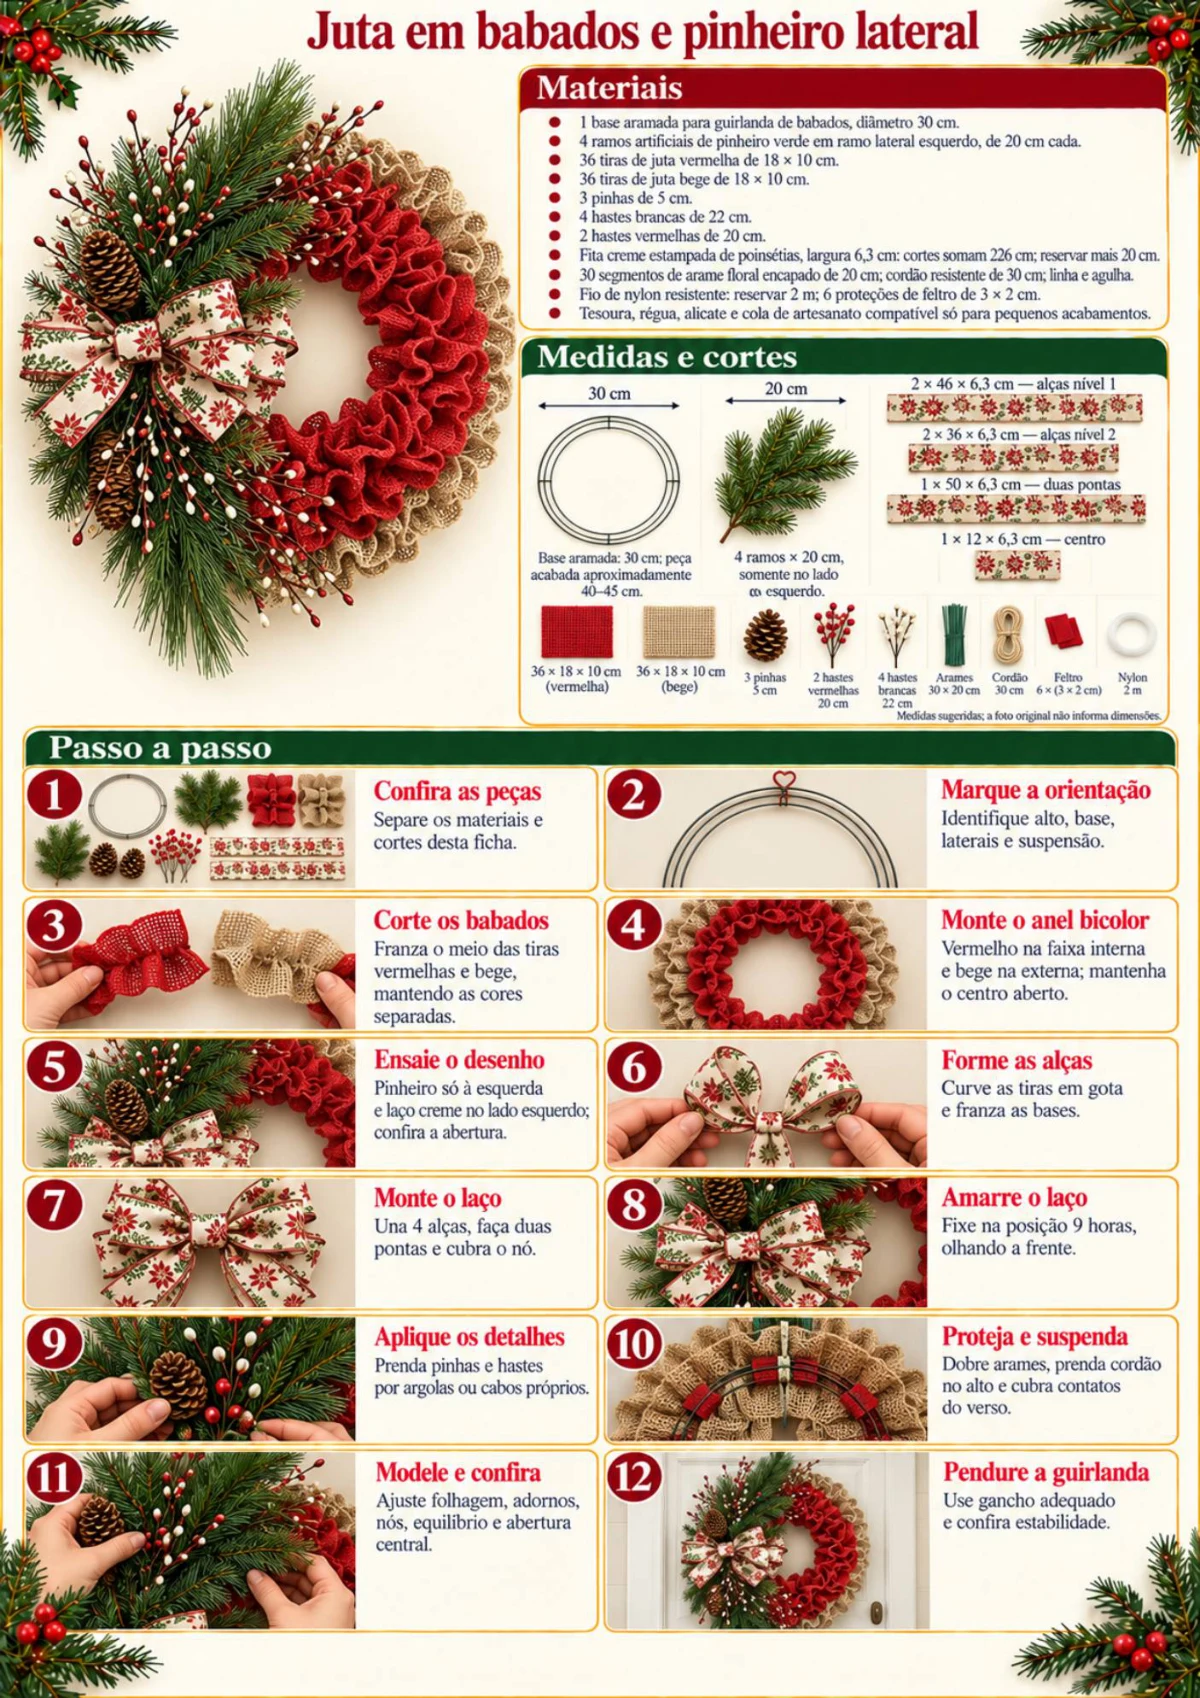 Juta em babados e pinheiro lateral
Materiais
1 base aramada para guirlanda de babados, diâmetro 30 cm.
4 ramos artificiais de pinheiro verde em ramo lateral esquerdo, de 20 cm cada.
36 tiras de juta vermelha de 18 × 10 cm.
36 tiras de juta bege de 18 × 10 cm.
3 pinhas de 5 cm.
4 hastes brancas de 22 cm.
2 hastes vermelhas de 20 cm.
Fita creme estampada de poinsétias, largura 6,3 cm: cortes somam 226 cm; reservar mais 20 cm.
30 segmentos de arame floral encapado de 20 cm; cordão resistente de 30 cm; linha e agulha.
Fio de nylon resistente: reservar 2 m; 6 proteções de feltro de 3 × 2 cm.
Tesoura, régua, alicate e cola de artesanato compatível só para pequenos acabamentos.
Medidas e cortes
30 cm
Base aramada: 30 cm; peça
acabada aproximadamente
40–45 cm.
20 cm
4 ramos × 20 cm,
somente no lado
esquerdo.
2 × 46 × 6,3 cm — alças nível 1
2 × 36 × 6,3 cm — alças nível 2
1 × 50 × 6,3 cm — duas pontas
1 × 12 × 6,3 cm — centro
36 × 18 × 10 cm
(vermelha)
36 × 18 × 10 cm
(bege)
3 pinhas
5 cm
2 hastes
vermelhas
20 cm
4 hastes
brancas
22 cm
Arames
30 × 20 cm
Cordão
30 cm
Feltro
6 × (3 × 2 cm)
Nylon
2 m
Medidas sugeridas; a foto original não informa dimensões.
Passo a passo
1
Confira as peças
Separe os materiais e
cortes desta ficha.
2
Marque a orientação
Identifique alto, base,
laterais e suspensão.
3
Corte os babados
Franza o meio das tiras
vermelhas e bege,
mantendo as cores
separadas.
4
Monte o anel bicolor
Vermelho na faixa interna
e bege na externa; mantenha
o centro aberto.
5
Ensaie o desenho
Pinheiro só à esquerda
e laço creme no lado esquerdo;
confira a abertura.
6
Forme as alças
Curve as tiras em gota
e franza as bases.
7
Monte o laço
Una 4 alças, faça duas
pontas e cubra o nó.
8
Amarre o laço
Fixe na posição 9 horas,
olhando a frente.
9
Aplique os detalhes
Prenda pinhas e hastes
por argolas ou cabos próprios.
10
Proteja e suspenda
Dobre arames, prenda cordão
no alto e cubra contatos
do verso.
11
Modele e confira
Ajuste folhagem, adornos,
nós, equilíbrio e abertura
central.
12
Pendure a guirlanda
Use gancho adequado
e confira estabilidade.